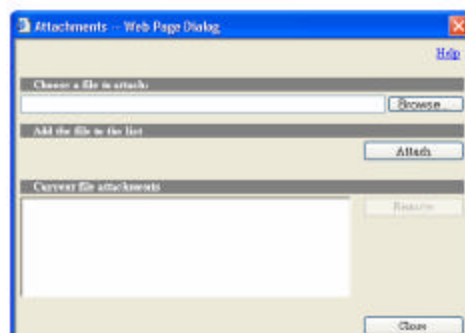 Attachments -- Web Page Dialog
Help
Choose a file to attach:
Browse...
Add the file to the list
Attach
Current file attachments
Remove
Close